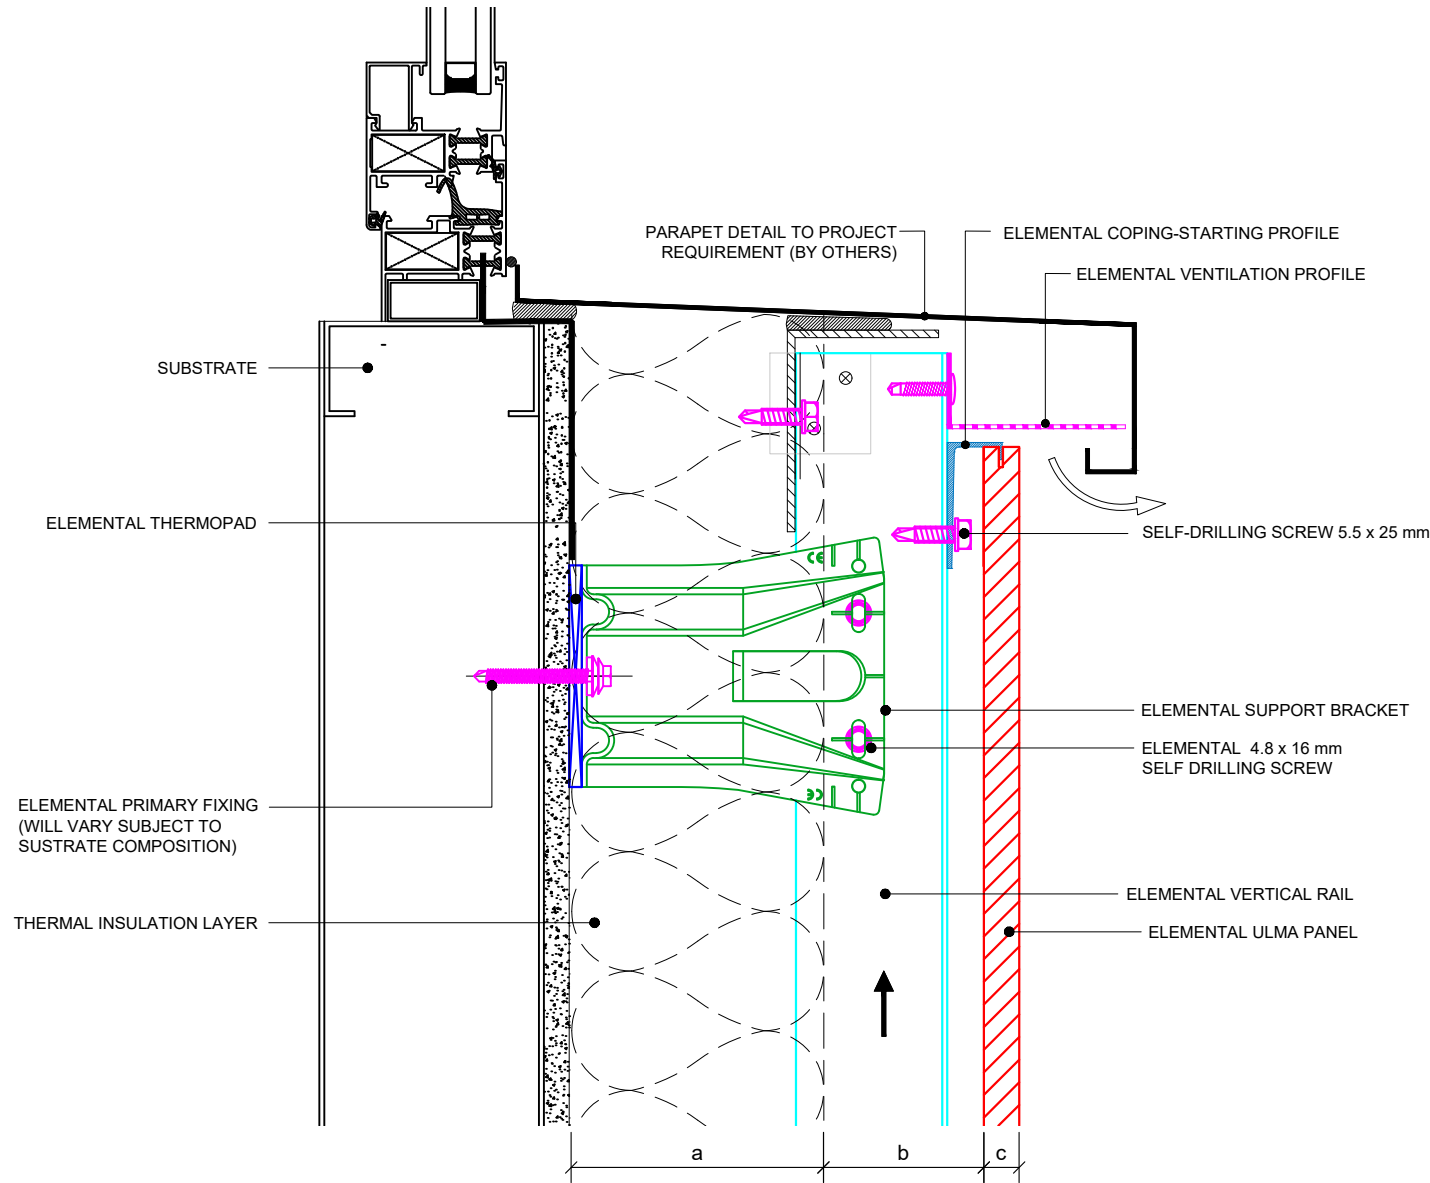 PARAPET DETAIL TO PROJECT
REQUIREMENT (BY OTHERS)
ELEMENTAL COPING-STARTING PROFILE
ELEMENTAL VENTILATION PROFILE
SUBSTRATE
ELEMENTAL THERMOPAD
SELF-DRILLING SCREW 5.5 x 25 mm
CE
ELEMENTAL SUPPORT BRACKET
ELEMENTAL 4.8 x 16 mm
SELF DRILLING SCREW
CE
ELEMENTAL PRIMARY FIXING
(WILL VARY SUBJECT TO
SUSTRATE COMPOSITION)
ELEMENTAL VERTICAL RAIL
THERMAL INSULATION LAYER
ELEMENTAL ULMA PANEL
a b c